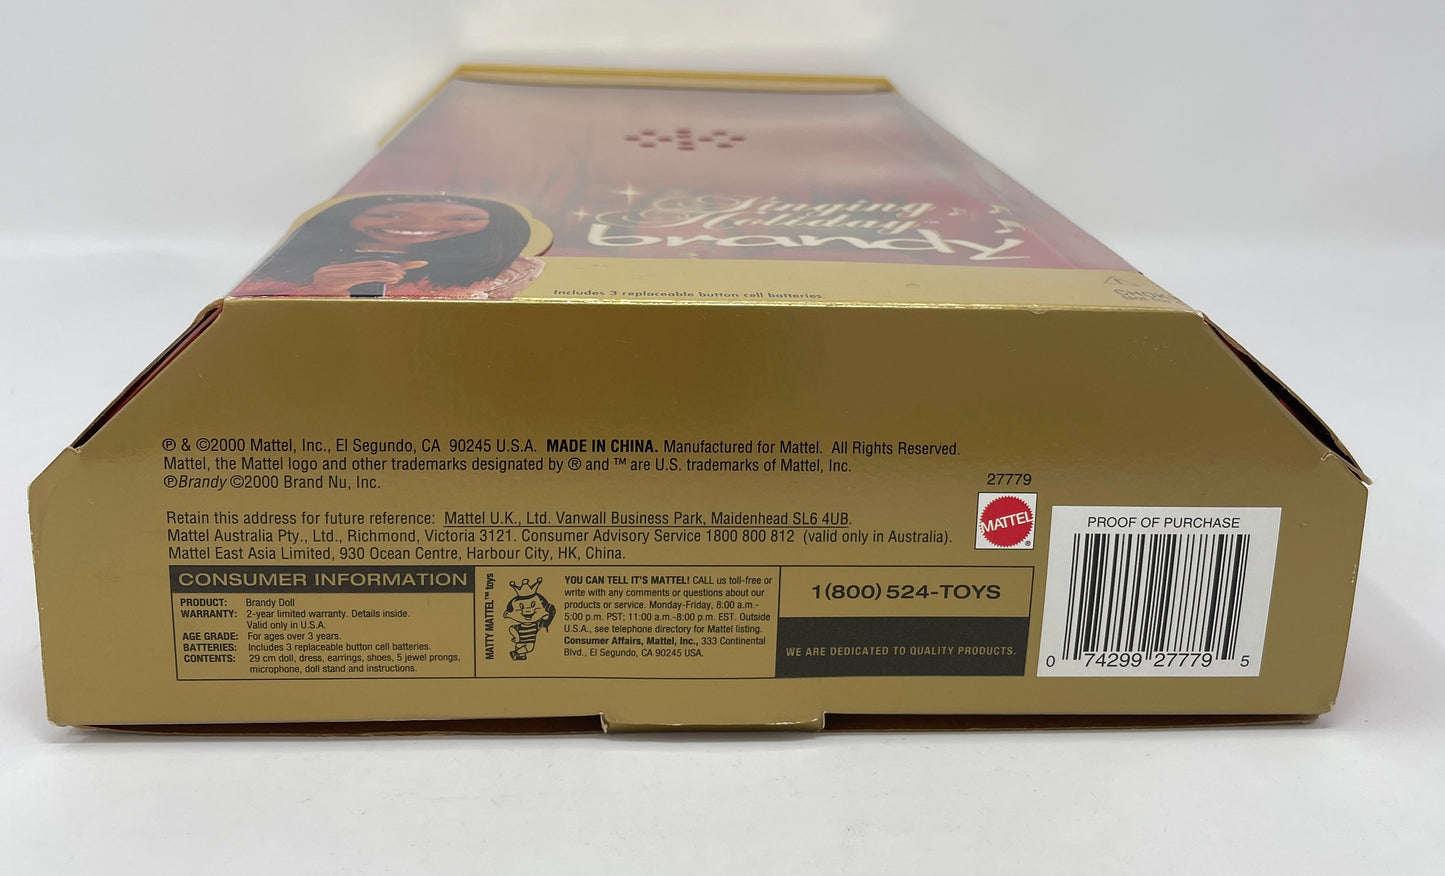 Singing
Holiday™
brandy
Includes 3 replaceable button cell batteries.
℗ & ©2000 Mattel, Inc., El Segundo, CA 90245 U.S.A. MADE IN CHINA. Manufactured for Mattel. All Rights Reserved.
Mattel, the Mattel logo and other trademarks designated by ® and ™ are U.S. trademarks of Mattel, Inc.
℗Brandy ©2000 Brand Nu, Inc.
Retain this address for future reference: Mattel U.K., Ltd. Vanwall Business Park, Maidenhead SL6 4UB.
Mattel Australia Pty., Ltd., Richmond, Victoria 3121. Consumer Advisory Service 1800 800 812 (valid only in Australia).
Mattel East Asia Limited, 930 Ocean Centre, Harbour City, HK, China.
27779
MATTEL®
PROOF OF PURCHASE
0 74299 27779 5
CONSUMER INFORMATION
PRODUCT: Brandy Doll
WARRANTY: 2-year limited warranty. Details inside.
Valid only in U.S.A.
AGE GRADE: For ages over 3 years.
BATTERIES: Includes 3 replaceable button cell batteries.
CONTENTS: 29 cm doll, dress, earrings, shoes, 5 jewel prongs,
microphone, doll stand and instructions.
MATTY MATTEL™ toys
YOU CAN TELL IT'S MATTEL! CALL us toll-free or
write with any comments or questions about our
products or service. Monday-Friday, 8:00 a.m.-
5:00 p.m. PST; 11:00 a.m.-8:00 p.m. EST. Outside
U.S.A., see telephone directory for Mattel listing.
Consumer Affairs, Mattel, Inc., 333 Continental
Blvd., El Segundo, CA 90245 USA.
1(800) 524-TOYS
WE ARE DEDICATED TO QUALITY PRODUCTS.